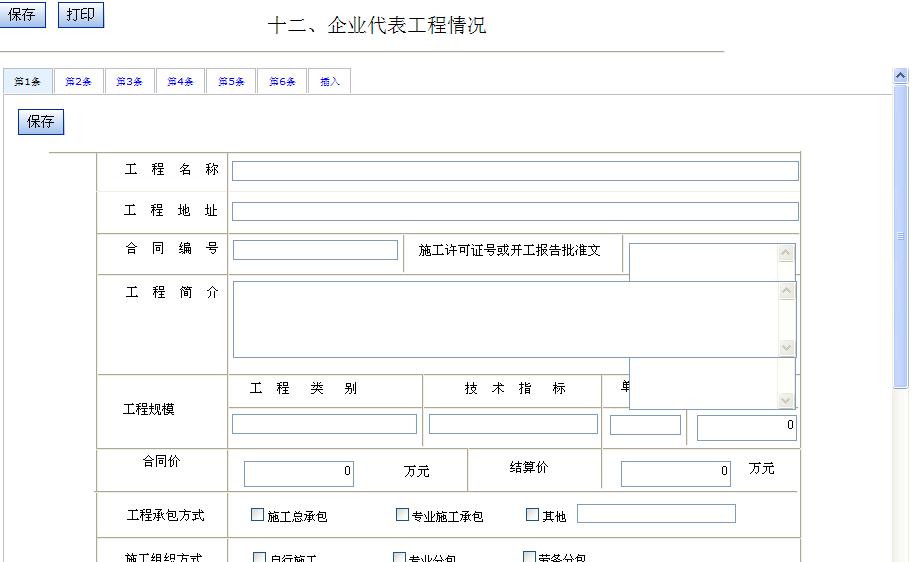 保存 打印
十二、企业代表工程情况
第1条 第2条 第3条 第4条 第5条 第6条 插入
保存
工 程 名 称
工 程 地 址
合 同 编 号 施工许可证号或开工报告批准文
工 程 简 介
工程规模 工 程 类 别 技 术 指 标 单
0
合同价 0 万元 结算价 0 万元
工程承包方式 施工总承包 专业施工承包 其他
施工组织方式 自行施工 专业分包 劳务分包